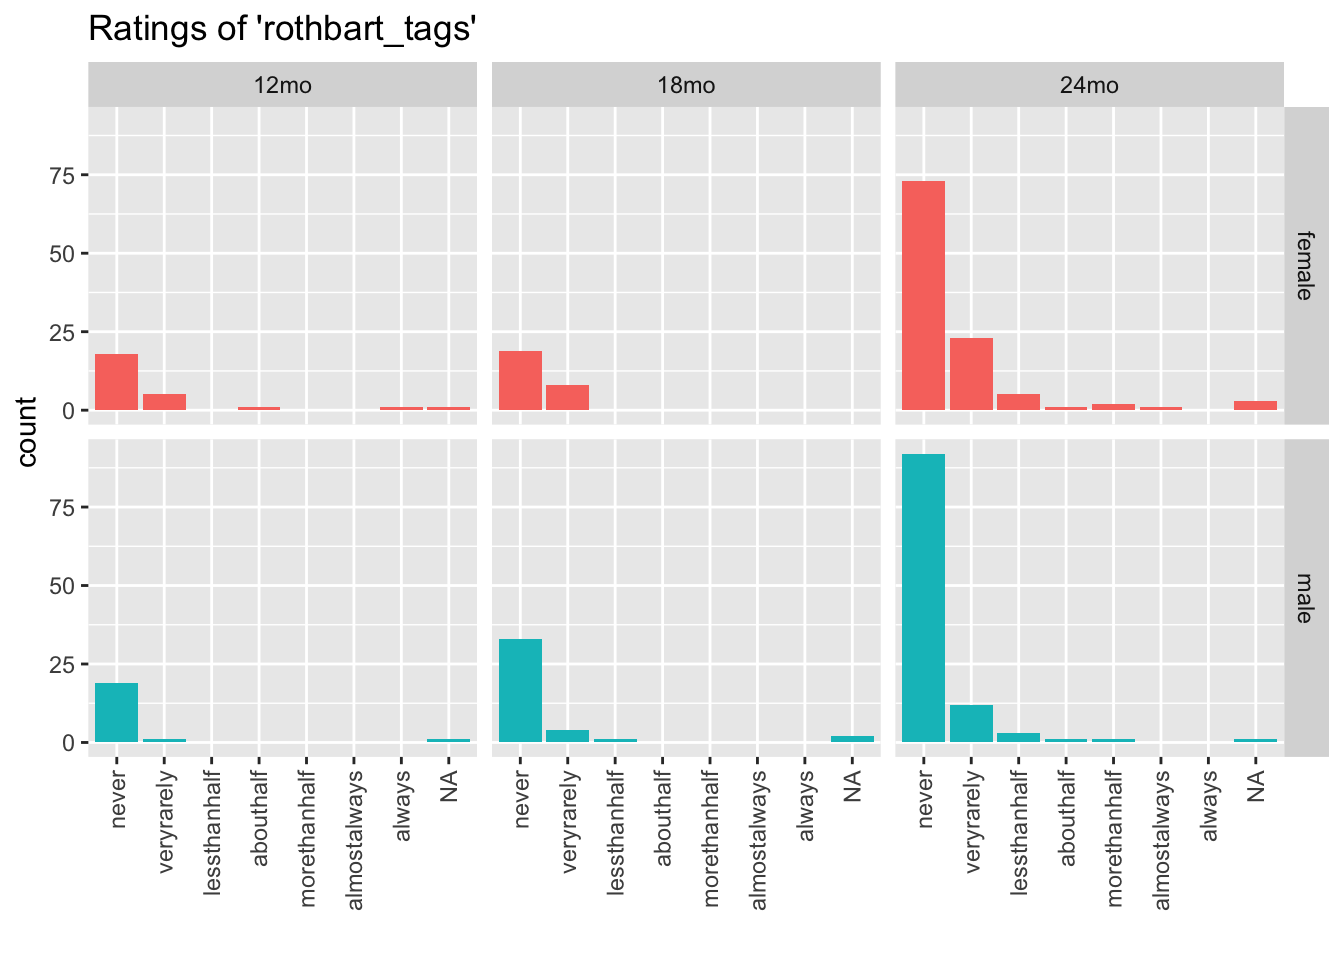 Ratings of 'rothbart_tags'
12mo 18mo 24mo
count
75
50
25
0
female
75
50
25
0
male
never veryrarely lessthanhalf abouthalf morethanhalf almostalways always NA never veryrarely lessthanhalf abouthalf morethanhalf almostalways always NA never veryrarely lessthanhalf abouthalf morethanhalf almostalways always NA